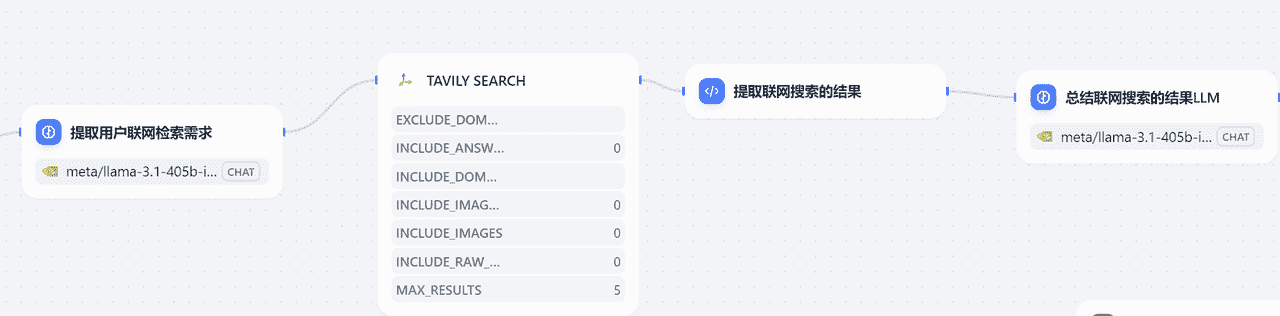 提取用户联网检索需求
meta/llama-3.1-405b-i... CHAT
TAVILY SEARCH
EXCLUDE_DOM...
INCLUDE_ANSW... 0
INCLUDE_DOM...
INCLUDE_IMAG... 0
INCLUDE_IMAGES 0
INCLUDE_RAW_... 0
MAX_RESULTS 5
提取联网搜索的结果
总结联网搜索的结果LLM
meta/llama-3.1-405b-i... CHAT